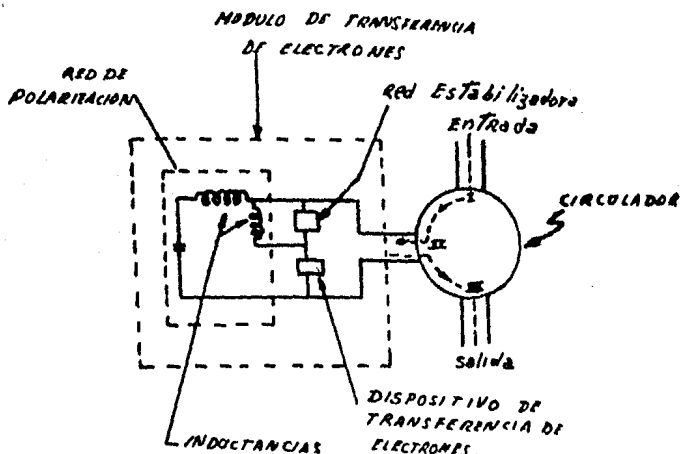 MODULO DE TRANSFERENCIA
DE ELECTRONES
RED DE
POLARIZACION
Red Estabilizadora
Entrada
CIRCULADOR
I
II
III
Salida
DISPOSITIVO DE
TRANSFERENCIA DE
ELECTRONES
INDUCTANCIAS